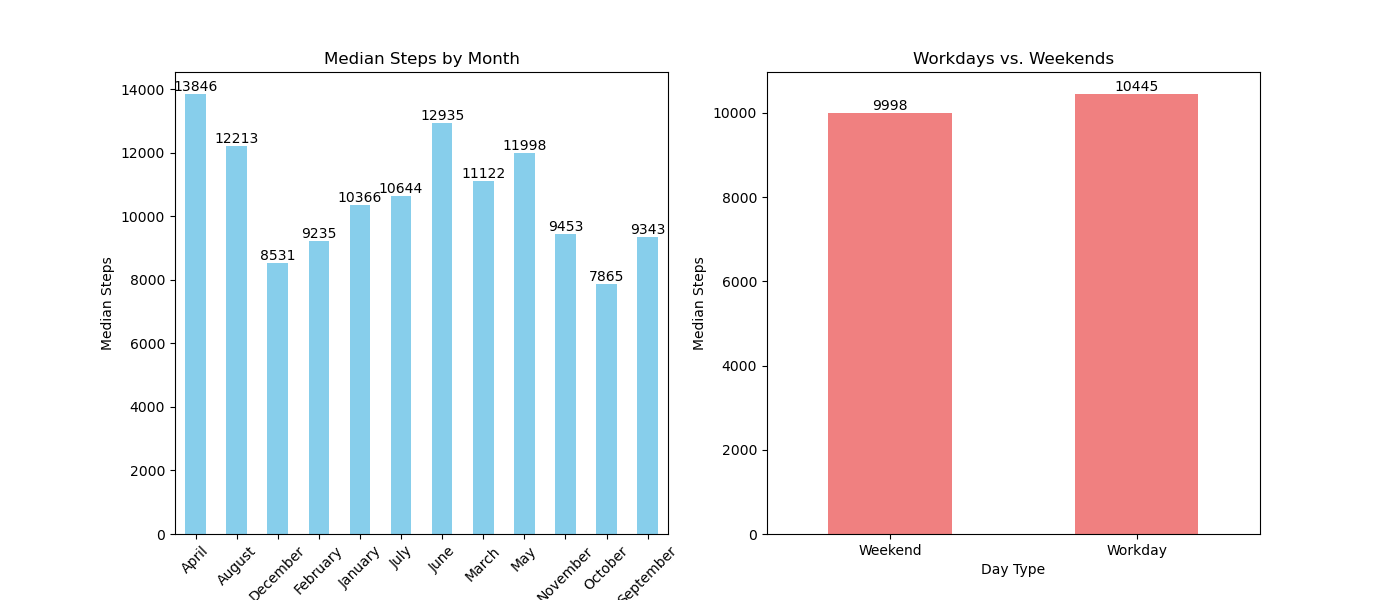 Median Steps by Month
Median Steps
14000
12000
10000
8000
6000
4000
2000
0
13846
12213
8531
9235
10366
10644
12935
11122
11998
9453
7865
9343
April
August
December
February
January
July
June
March
May
November
October
September
Workdays vs. Weekends
Median Steps
10000
8000
6000
4000
2000
0
9998
10445
Weekend
Workday
Day Type